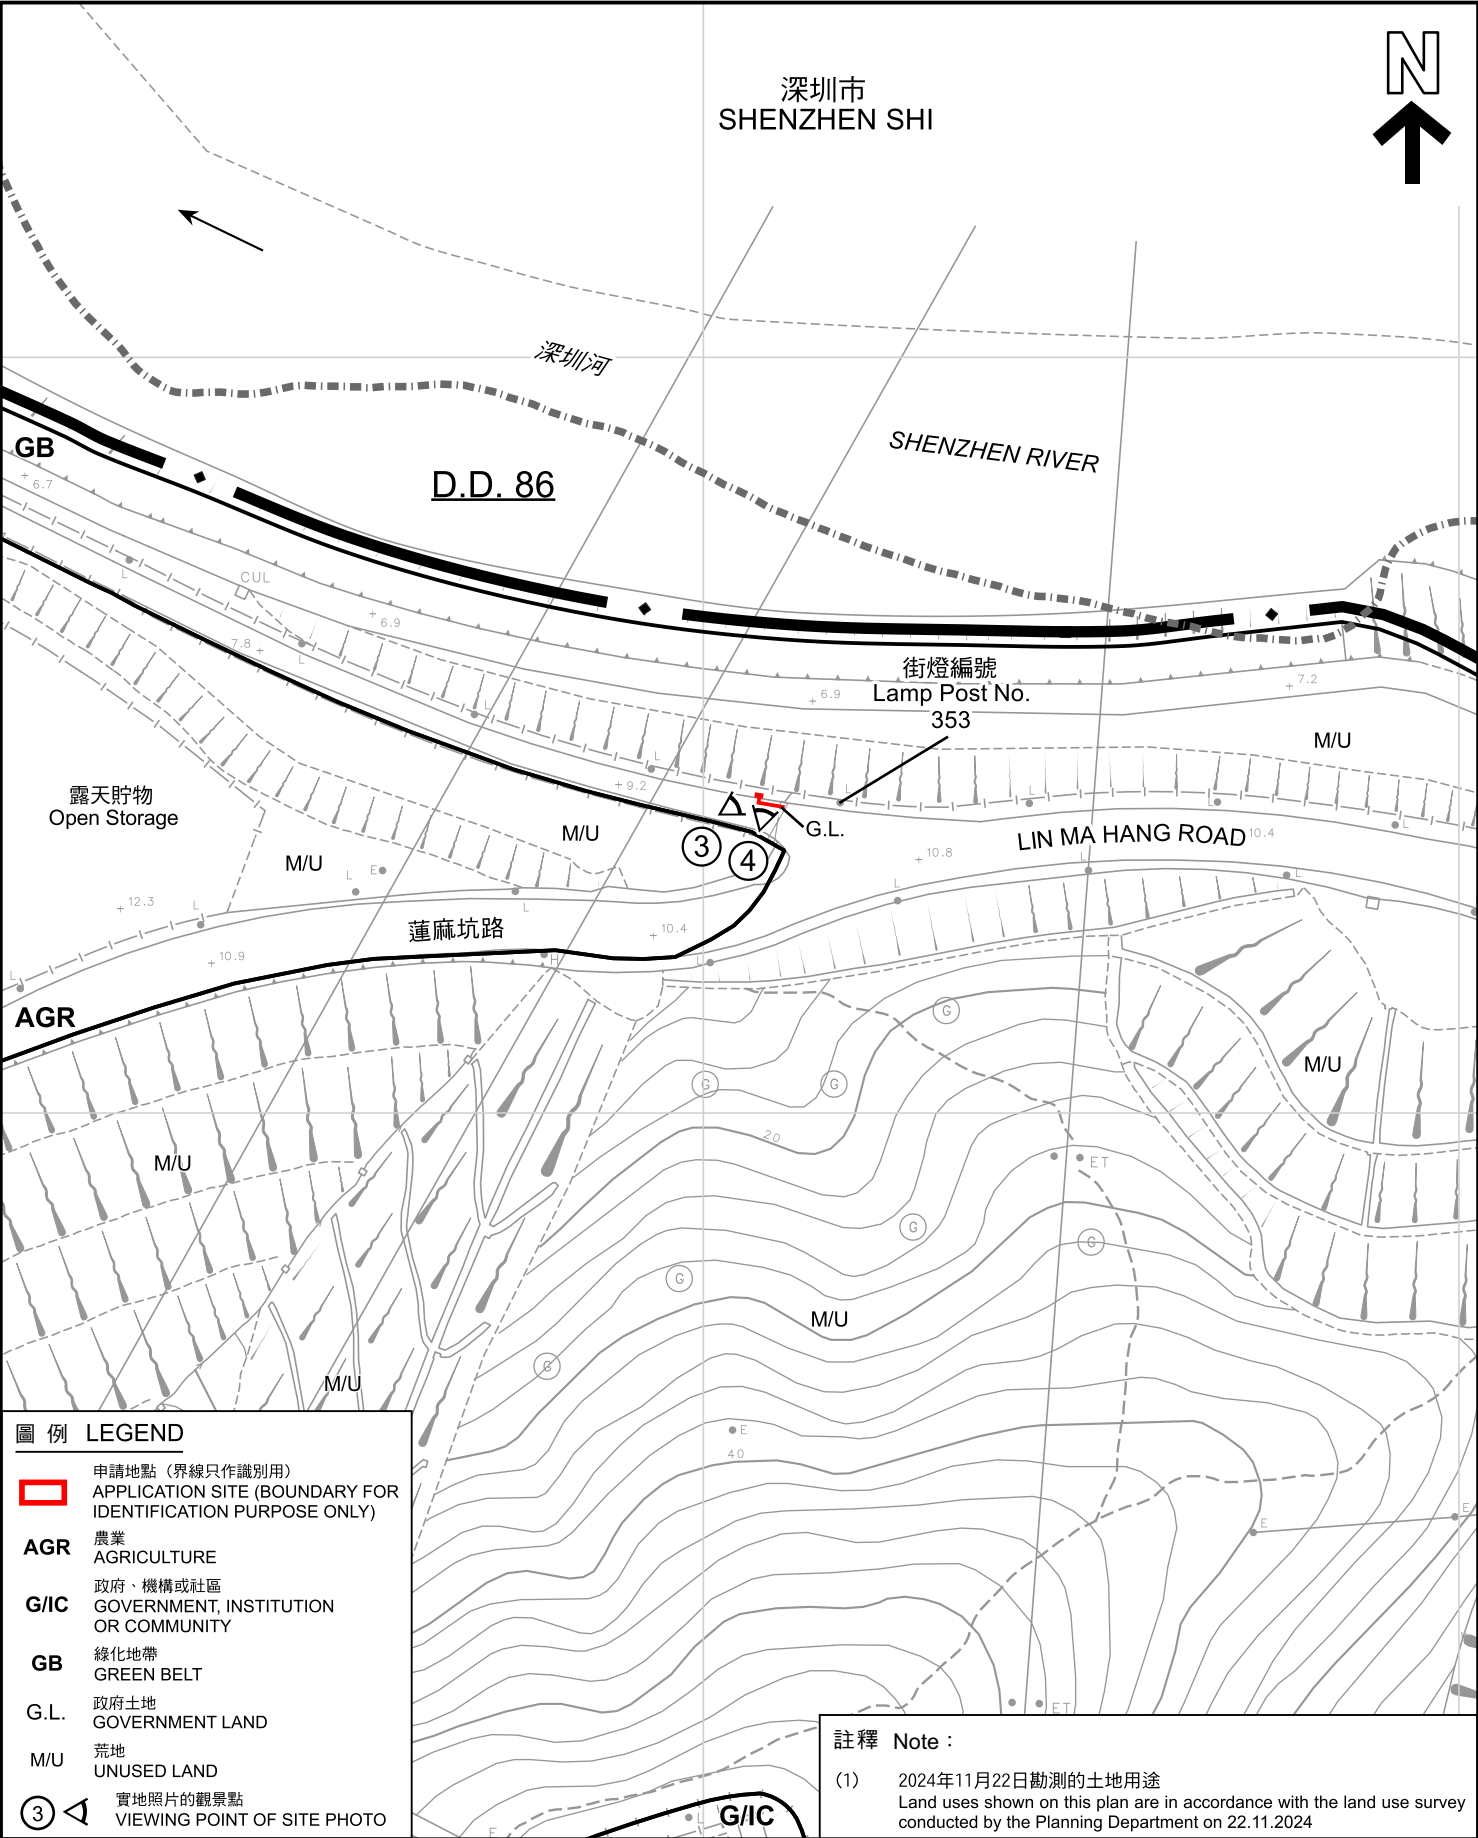 深圳市
SHENZHEN SHI
N
深圳河
SHENZHEN RIVER
GB
D.D. 86
6.7
CUL
L
6.9
7.8
L
街燈編號
Lamp Post No.
353
6.9
7.2
M/U
L
L
9.2
L
L
露天貯物
Open Storage
M/U
G.L.
LIN MA HANG ROAD
10.4
L
M/U
3
4
10.8
L
L
L
E
L
12.3
L
L
蓮麻坑路
10.4
10.9
H
L
L
AGR
G
G
G
M/U
20
M/U
ET
G
G
G
M/U
G
M/U
E
40
E
E
ET
圖例 LEGEND
申請地點（界線只作識別用）
APPLICATION SITE (BOUNDARY FOR
IDENTIFICATION PURPOSE ONLY)
AGR
農業
AGRICULTURE
G/IC
政府、機構或社區
GOVERNMENT, INSTITUTION
OR COMMUNITY
GB
綠化地帶
GREEN BELT
G.L.
政府土地
GOVERNMENT LAND
M/U
荒地
UNUSED LAND
3
實地照片的觀景點
VIEWING POINT OF SITE PHOTO
E
L
G/IC
註釋 Note：
(1) 2024年11月22日勘測的土地用途
Land uses shown on this plan are in accordance with the land use survey
conducted by the Planning Department on 22.11.2024